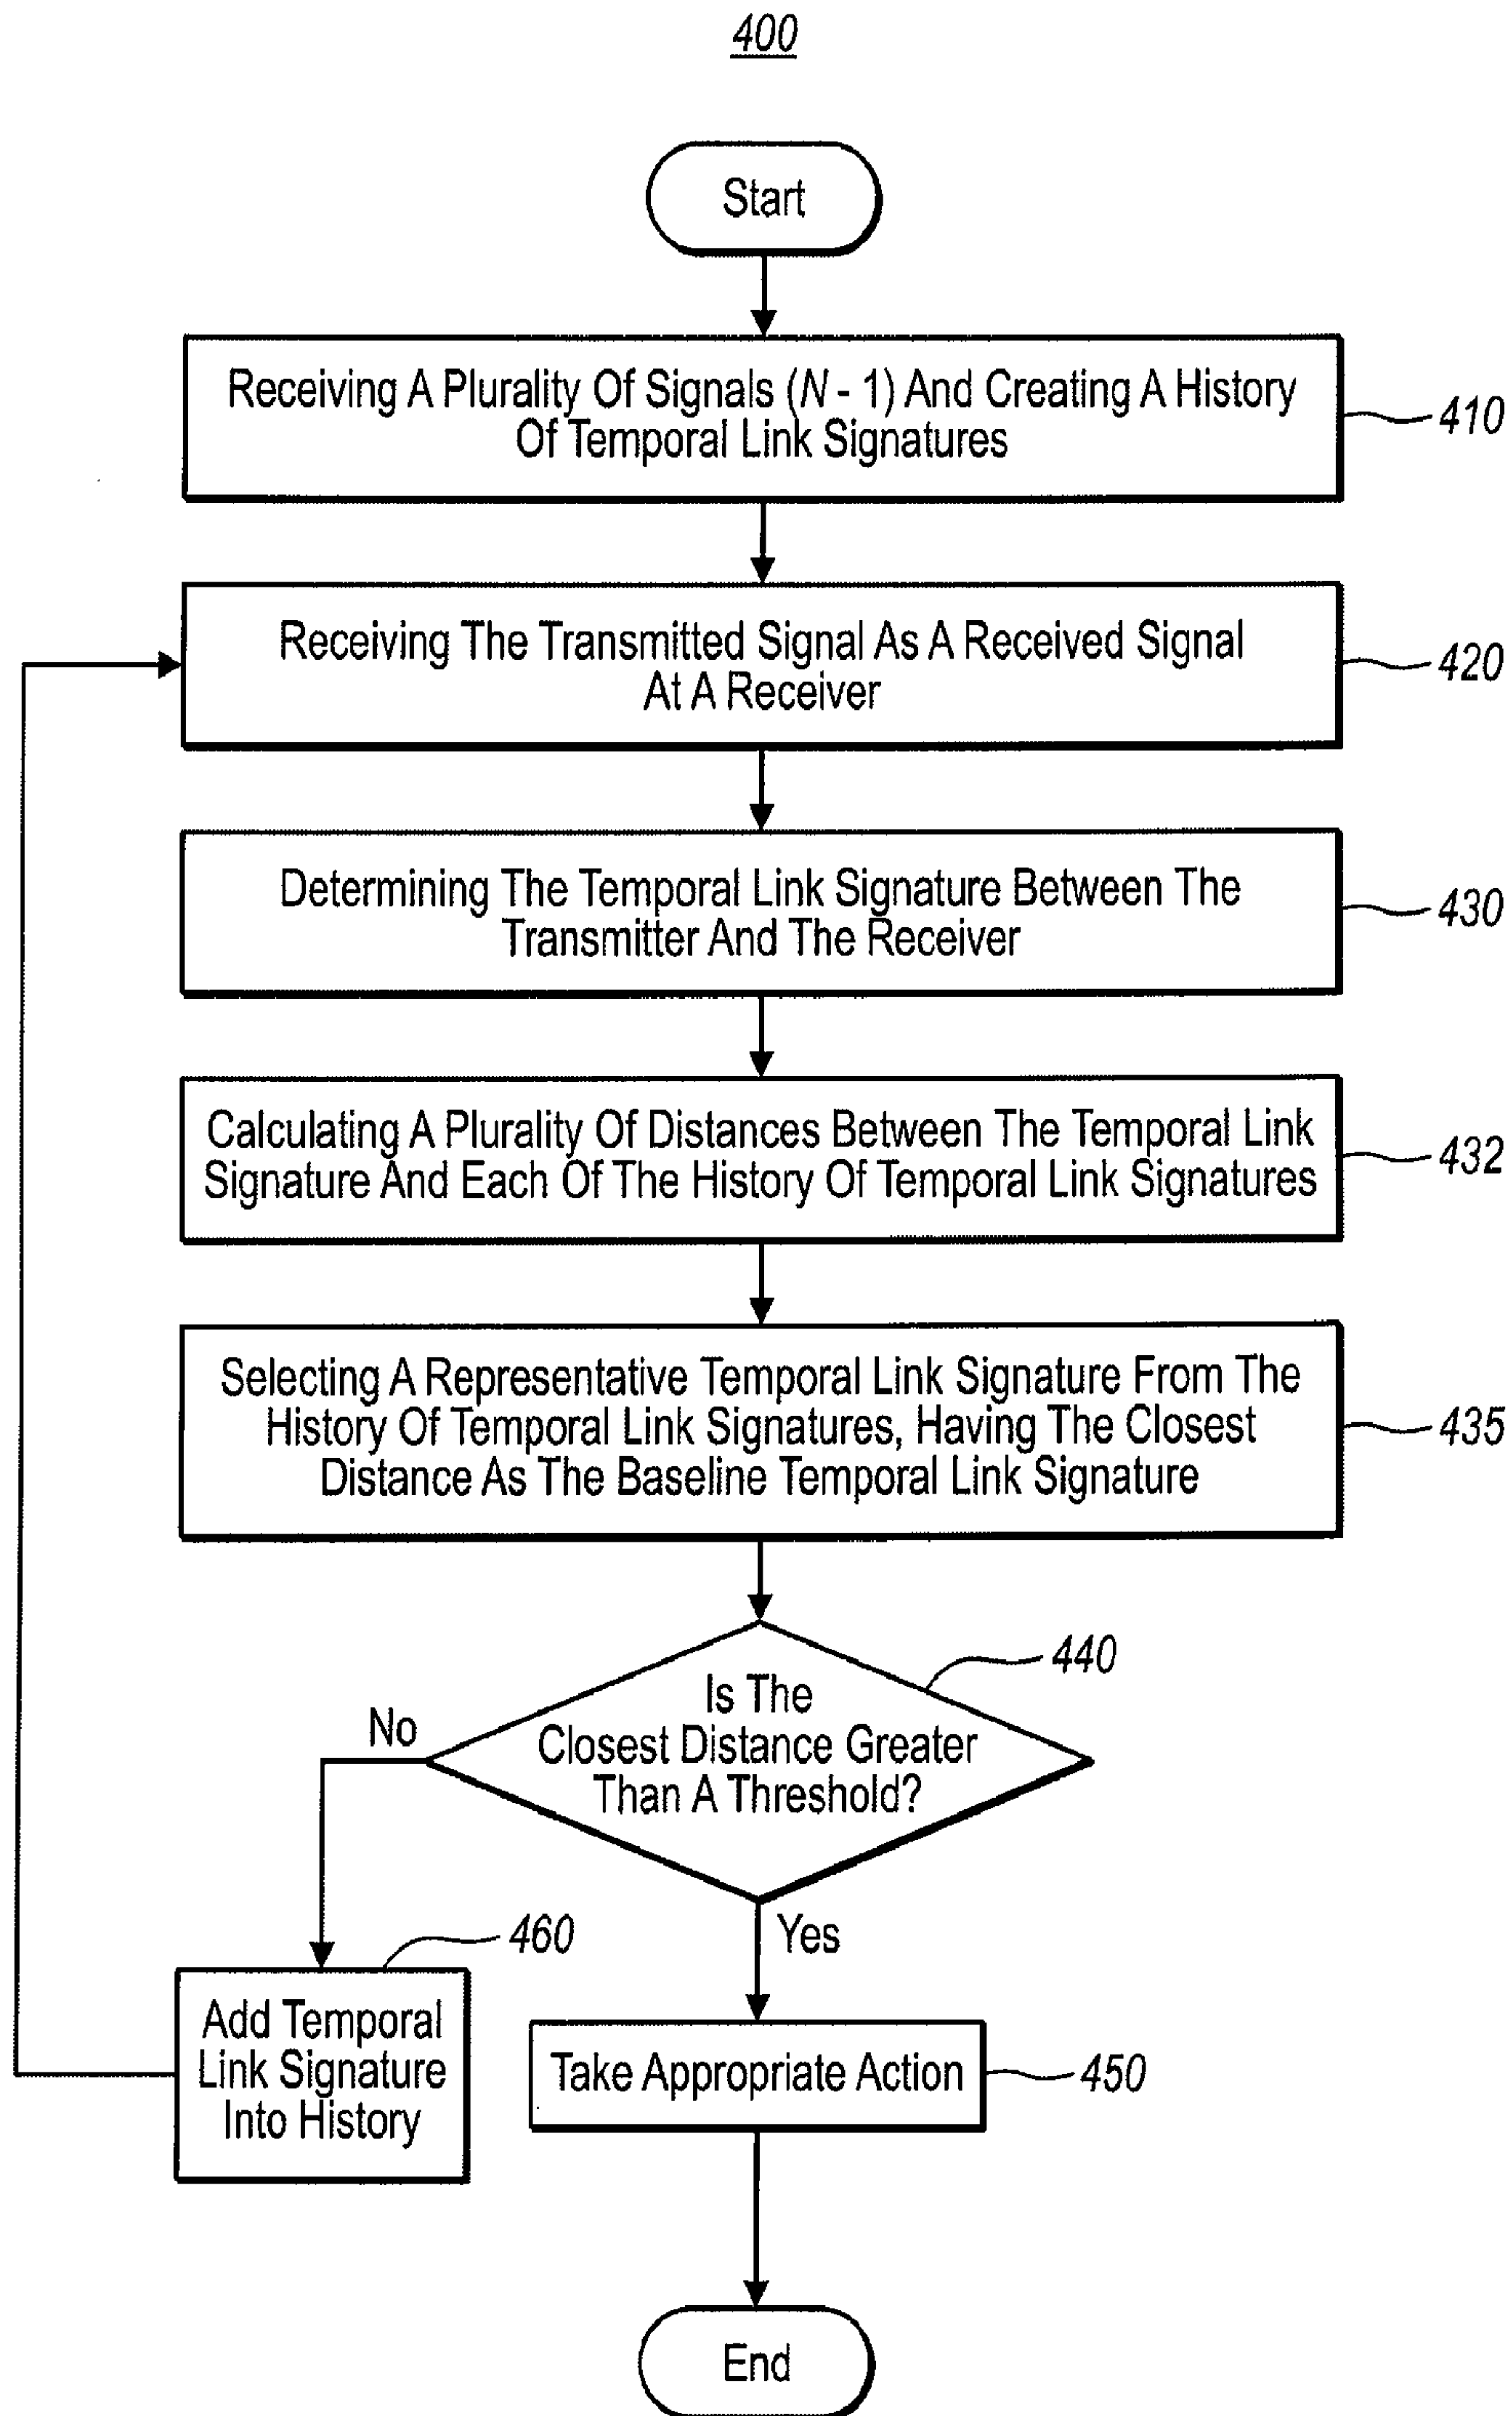 400
Start
Receiving A Plurality Of Signals (N - 1) And Creating A History
Of Temporal Link Signatures
410
Receiving The Transmitted Signal As A Received Signal
At A Receiver
420
Determining The Temporal Link Signature Between The
Transmitter And The Receiver
430
Calculating A Plurality Of Distances Between The Temporal Link
Signature And Each Of The History Of Temporal Link Signatures
432
Selecting A Representative Temporal Link Signature From The
History Of Temporal Link Signatures, Having The Closest
Distance As The Baseline Temporal Link Signature
435
Is The
Closest Distance Greater
Than A Threshold?
440
No
Yes
460
Add Temporal
Link Signature
Into History
Take Appropriate Action
450
End